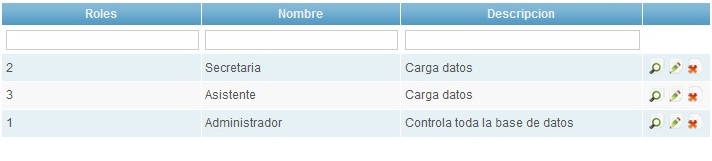 Roles Nombre Descripcion
2 Secretaria Carga datos
3 Asistente Carga datos
1 Administrador Controla toda la base de datos